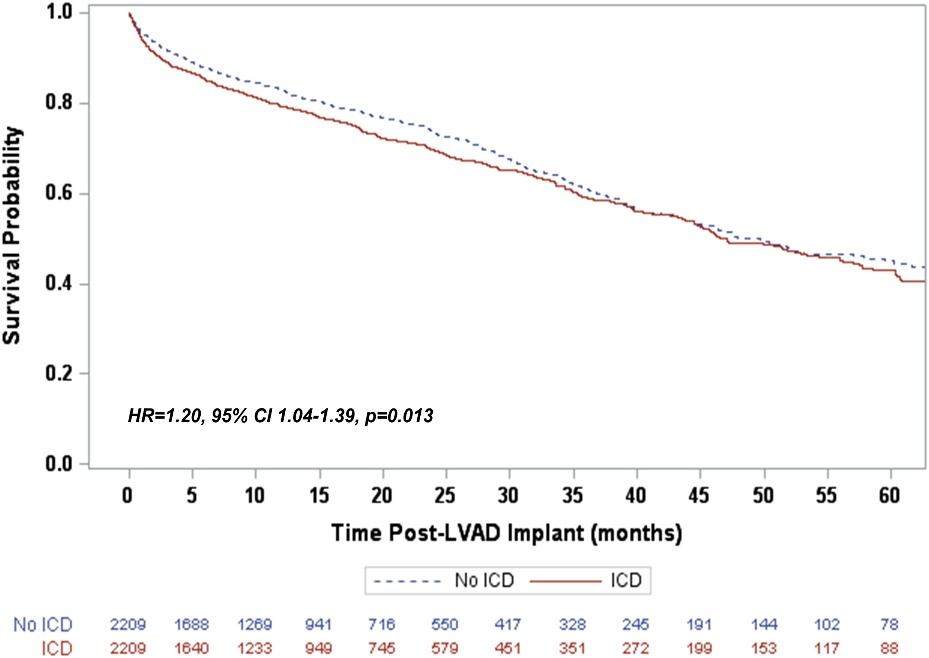 1.0
0.8
0.6
0.4
0.2
0.0
Survival Probability
HR=1.20, 95% CI 1.04-1.39, p=0.013
0 5 10 15 20 25 30 35 40 45 50 55 60
Time Post-LVAD Implant (months)
No ICD ICD
No ICD 2209 1688 1269 941 716 550 417 328 245 191 144 102 78
ICD 2209 1640 1233 949 745 579 451 351 272 199 153 117 88